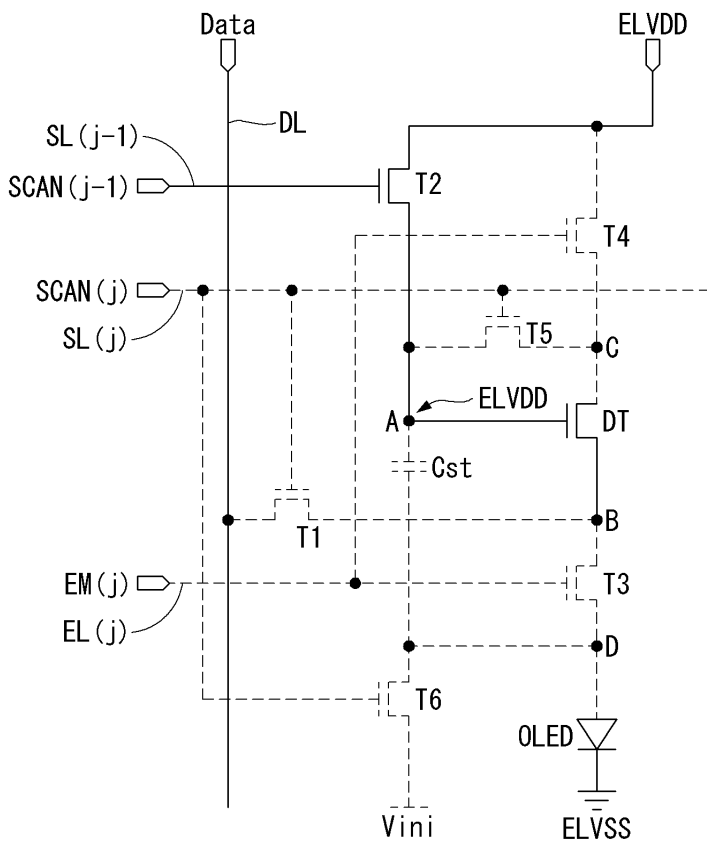 Data
ELVDD
DL
SL(j-1)
SCAN(j-1)
T2
T4
SCAN(j)
SL(j)
T5
C
ELVDD
A
DT
Cst
B
T1
EM(j)
T3
EL(j)
D
T6
OLED
Vini
ELVSS